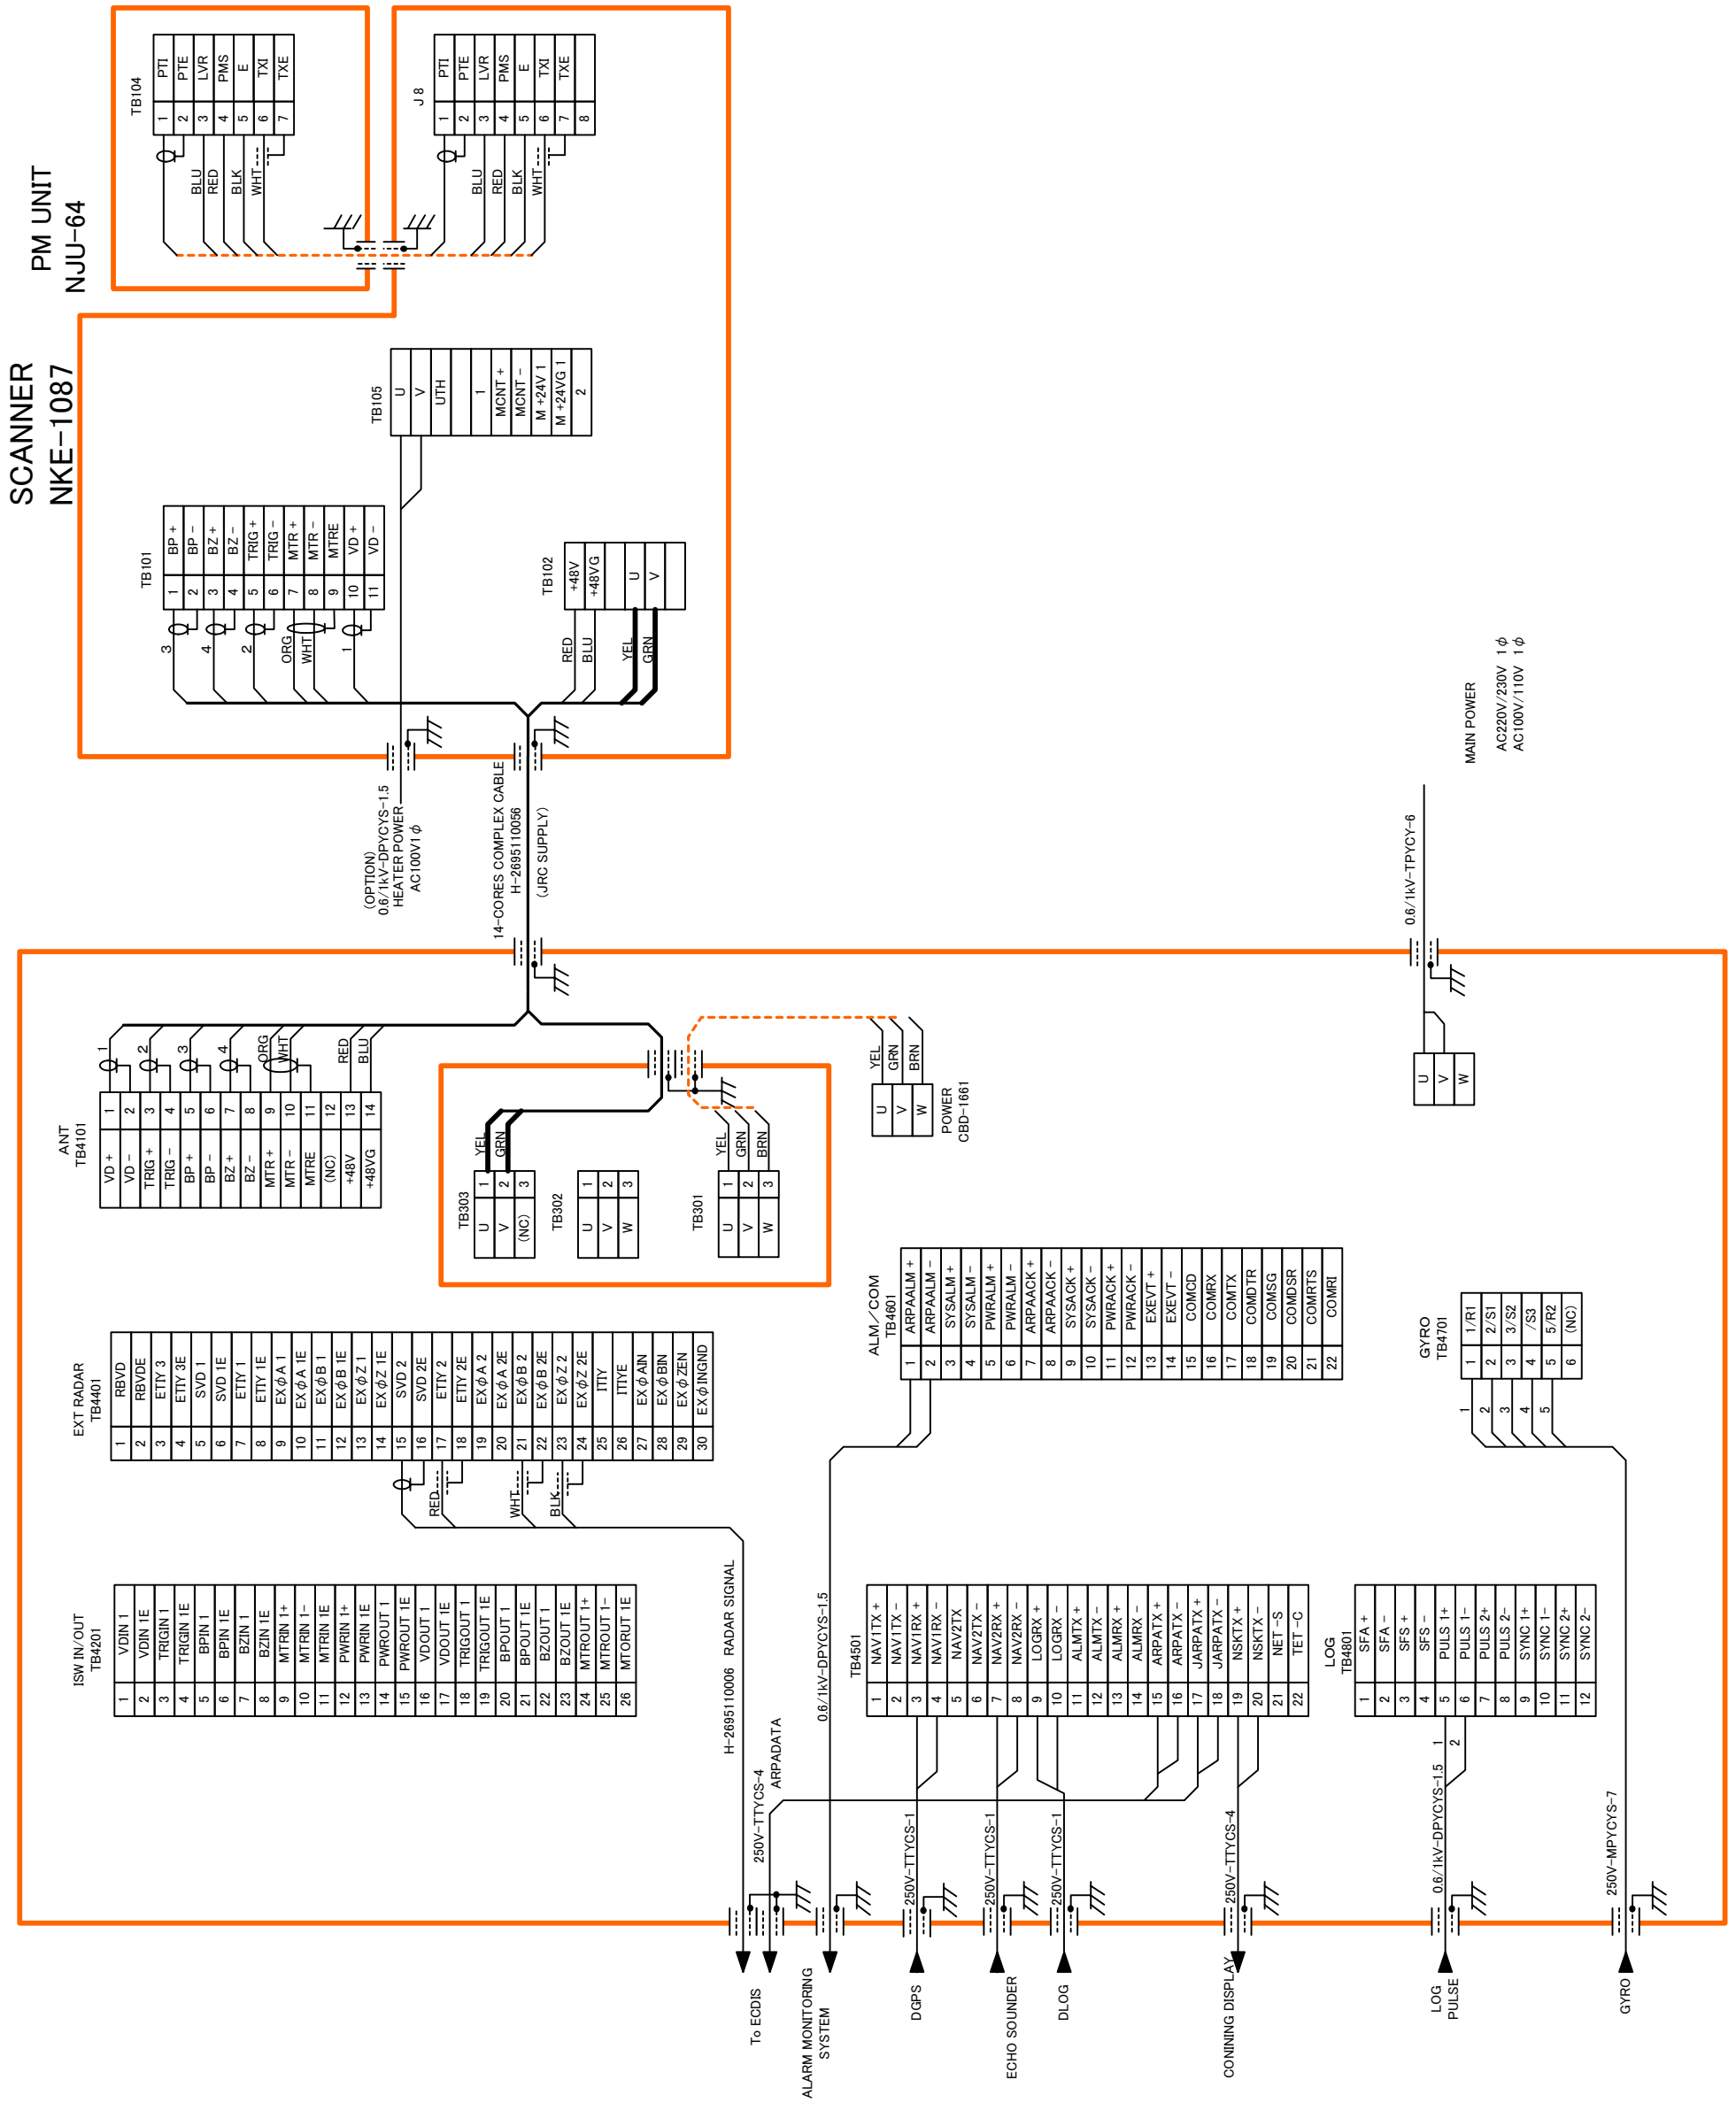 PM UNIT
NJU-64
TB104
1 PTI
2 PTE
3 LVR
4 PMS
5 E
6 TXI
7 TXE
BLU
RED
BLK
WHT
J 8
1 PTI
2 PTE
3 LVR
4 PMS
5 E
6 TXI
7 TXE
8
BLU
RED
BLK
WHT
SCANNER
NKE-1087
TB105
U
V
UTH
1
MCNT +
MCNT -
M +24V 1
M +24VG 1
2
TB101
1 BP +
2 BP -
3 BZ +
4 BZ -
5 TRIG +
6 TRIG -
7 MTR +
8 MTR -
9 MTRE
10 VD +
11 VD -
3
4
2
ORG
WHT
1
TB102
+48V
+48VG
U
V
RED
BLU
YEL
GRN
(OPTION)
0.6/1kV-DPYCYS-1.5
HEATER POWER
AC100V1φ
14-CORES COMPLEX CABLE
H-2695110056
(JRC SUPPLY)
MAIN POWER
AC220V/230V 1φ
AC100V/110V 1φ
0.6/1kV-TPYCY-6
U
V
W
ANT
TB4101
VD + 1
VD - 2
TRIG + 3
TRIG - 4
BP + 5
BP - 6
BZ + 7
BZ - 8
MTR + 9
MTR - 10
MTRE 11
(NC) 12
+48V 13
+48VG 14
1
2
3
4
ORG
WHT
RED
BLU
TB303
U 1
V 2
(NC) 3
YEL
GRN
TB302
U 1
V 2
W 3
TB301
U 1
V 2
W 3
YEL
GRN
BRN
YEL
GRN
BRN
U
V
W
POWER
CBD-1661
EXT RADAR
TB4401
1 RBVD
2 RBVDE
3 ETIY 3
4 ETIY 3E
5 SVD 1
6 SVD 1E
7 ETIY 1
8 ETIY 1E
9 EXφA 1
10 EXφA 1E
11 EXφB 1
12 EXφB 1E
13 EXφZ 1
14 EXφZ 1E
15 SVD 2
16 SVD 2E
17 ETIY 2
18 ETIY 2E
19 EXφA 2
20 EXφA 2E
21 EXφB 2
22 EXφB 2E
23 EXφZ 2
24 EXφZ 2E
25 ITIY
26 ITIYE
27 EXφAIN
28 EXφBIN
29 EXφZEN
30 EXφINGND
RED
WHT
BLK
ALM/COM
TB4601
1 ARPAALM +
2 ARPAALM -
3 SYSALM +
4 SYSALM -
5 PWRALM +
6 PWRALM -
7 ARPAACK +
8 ARPAACK -
9 SYSACK +
10 SYSACK -
11 PWRACK +
12 PWRACK -
13 EXEVT +
14 EXEVT -
15 COMCD
16 COMRX
17 COMTX
18 COMDTR
19 COMSG
20 COMDSR
21 COMRTS
22 COMRI
GYRO
TB4701
1 1/R1
2 2/S1
3 3/S2
4 /S3
5 5/R2
6 (NC)
1
2
3
4
5
ISW IN/OUT
TB4201
1 VDIN 1
2 VDIN 1E
3 TRIGIN 1
4 TRIGIN 1E
5 BPIN 1
6 BPIN 1E
7 BZIN 1
8 BZIN 1E
9 MTRIN 1+
10 MTRIN 1-
11 MTRIN 1E
12 PWRIN 1+
13 PWRIN 1E
14 PWROUT 1
15 PWROUT 1E
16 VDOUT 1
17 VDOUT 1E
18 TRIGOUT 1
19 TRIGOUT 1E
20 BPOUT 1
21 BPOUT 1E
22 BZOUT 1
23 BZOUT 1E
24 MTROUT 1+
25 MTROUT 1-
26 MTORUT 1E
H-2695110006 RADAR SIGNAL
250V-TTYCS-4
ARPADATA
0.6/1kV-DPYCYS-1.5
TB4501
1 NAV1TX +
2 NAV1TX -
3 NAV1RX +
4 NAV1RX -
5 NAV2TX
6 NAV2TX -
7 NAV2RX +
8 NAV2RX -
9 LOGRX +
10 LOGRX -
11 ALMTX +
12 ALMTX -
13 ALMRX +
14 ALMRX -
15 ARPATX +
16 ARPATX -
17 JARPATX +
18 JARPATX -
19 NSKTX +
20 NSKTX -
21 NET -S
22 TET -C
LOG
TB4801
1 SFA +
2 SFA -
3 SFS +
4 SFS -
5 PULS 1+
6 PULS 1-
7 PULS 2+
8 PULS 2-
9 SYNC 1+
10 SYNC 1-
11 SYNC 2+
12 SYNC 2-
1
2
250V-TTYCS-1
250V-TTYCS-1
250V-TTYCS-1
250V-TTYCS-4
0.6/1kV-DPYCYS-1.5
250V-MPYCYS-7
To ECDIS
ALARM MONITORING
SYSTEM
DGPS
ECHO SOUNDER
DLOG
CONINING DISPLAY
LOG
PULSE
GYRO